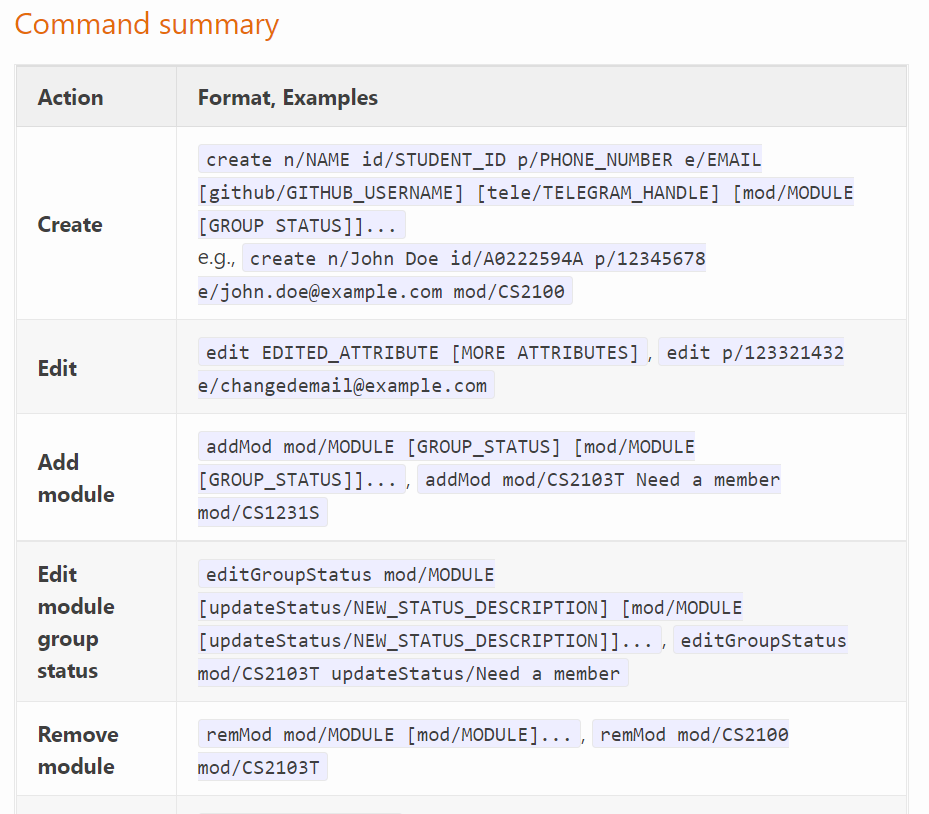 Command summary
Action
Format, Examples
Create
create n/NAME id/STUDENT_ID p/PHONE_NUMBER e/EMAIL
[github/GITHUB_USERNAME] [tele/TELEGRAM_HANDLE] [mod/MODULE
[GROUP STATUS]]...
e.g., create n/John Doe id/A0222594A p/12345678
e/john.doe@example.com mod/CS2100
Edit
edit EDITED_ATTRIBUTE [MORE ATTRIBUTES], edit p/123321432
e/changedemail@example.com
Add
module
addMod mod/MODULE [GROUP_STATUS] [mod/MODULE
[GROUP_STATUS]]..., addMod mod/CS2103T Need a member
mod/CS1231S
Edit
module
group
status
editGroupStatus mod/MODULE
[updateStatus/NEW_STATUS_DESCRIPTION] [mod/MODULE
[updateStatus/NEW_STATUS_DESCRIPTION]]..., editGroupStatus
mod/CS2103T updateStatus/Need a member
Remove
module
remMod mod/MODULE [mod/MODULE]..., remMod mod/CS2100
mod/CS2103T